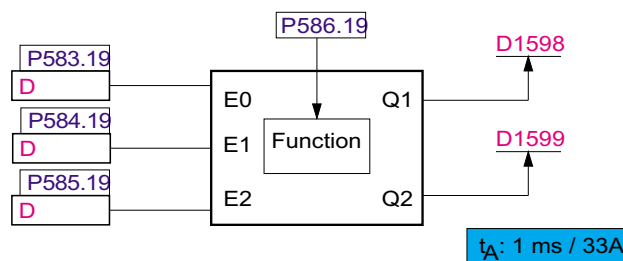 P586.19
P583.19
D
D1598
E0
Q1
P584.19
D
E1
Function
D1599
P585.19
D
E2
Q2
tA: 1 ms / 33A